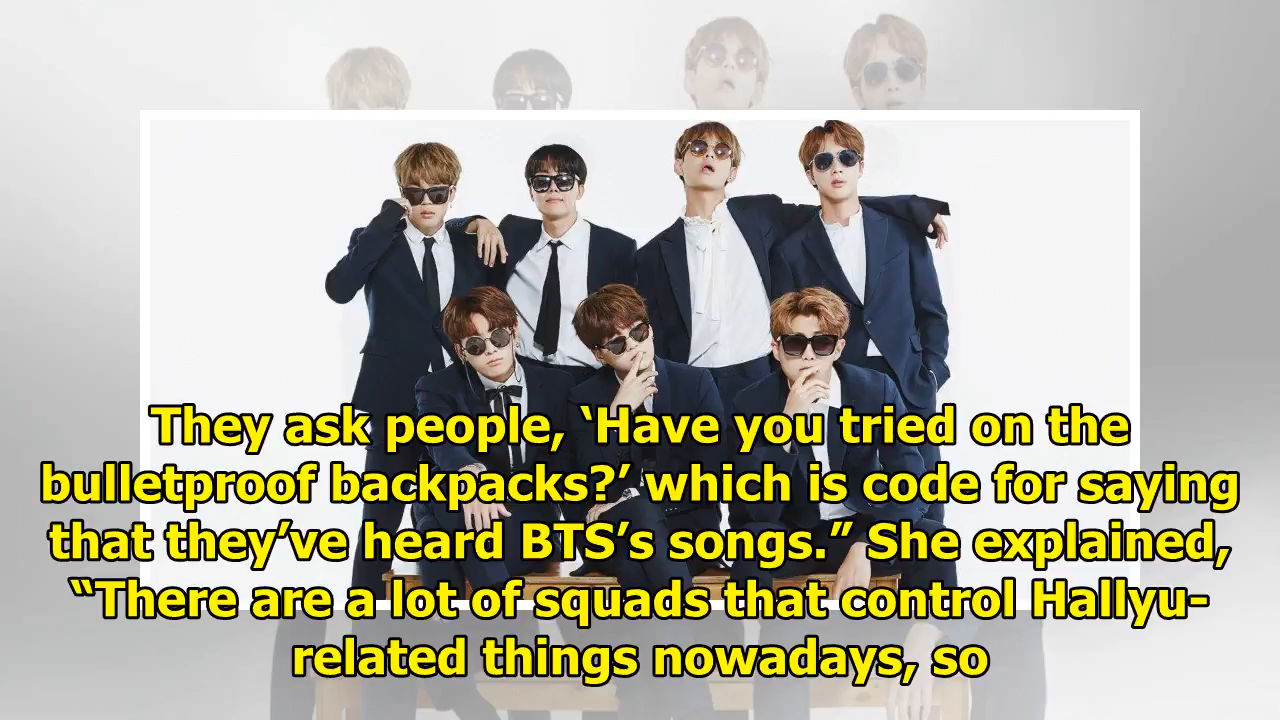 They ask people, ‘Have you tried on the
bulletproof backpacks?’ which is code for saying
that they’ve heard BTS’s songs.” She explained,
“There are a lot of squads that control Hallyu-
related things nowadays, so